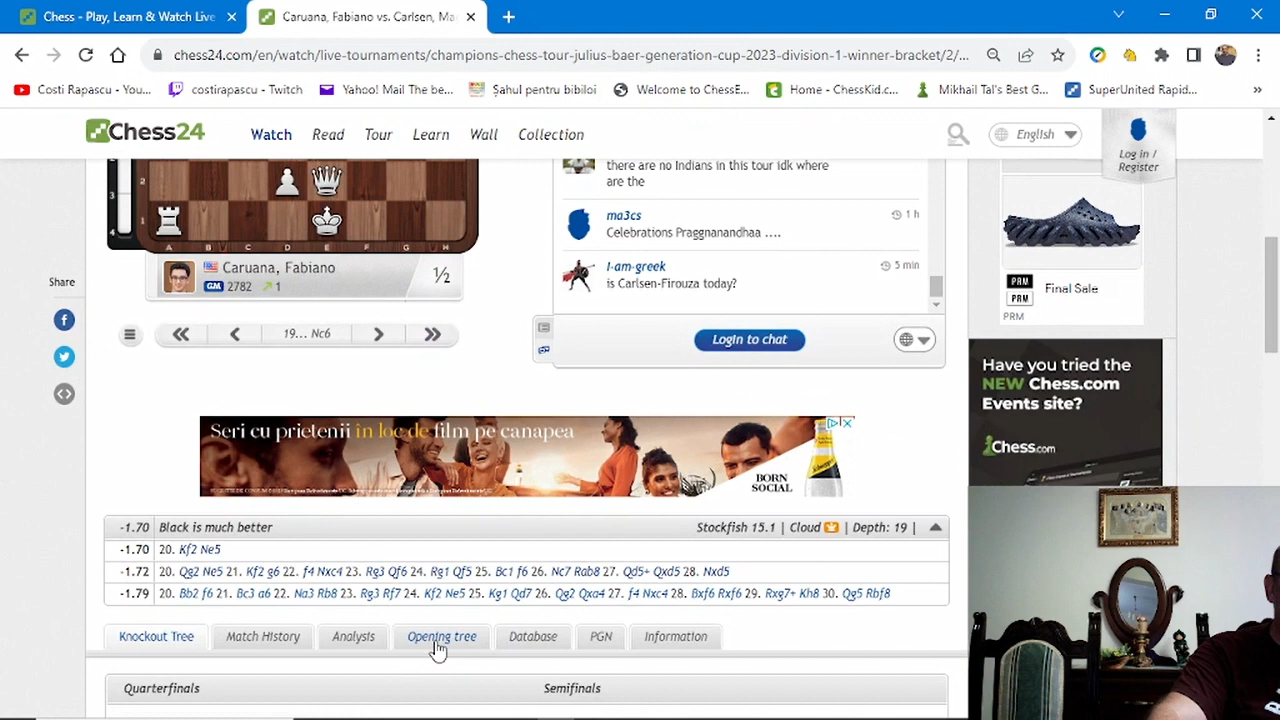 Chess - Play, Learn & Watch Live
Caruana, Fabiano vs. Carlsen, Ma
chess24.com/en/watch/live-tournaments/champions-chess-tour-julius-baer-generation-cup-2023-division-1-winner-bracket/2/...
Costi Rapascu - You...
costirapascu - Twitch
Yahoo! Mail The be...
Șahul pentru bibiloi
Welcome to ChessE...
Home - ChessKid.c...
Mikhail Tal's Best G...
SuperUnited Rapid...
»
Chess24
Watch
Read
Tour
Learn
Wall
Collection
English
Log in /
Register
there are no Indians in this tour idk where
are the
2
3
1
4
A B C D E F G H
ma3cs
1 h
Celebrations Praggnanandhaa ....
I-am-greek
5 min
is Carlsen-Firouza today?
Caruana, Fabiano
GM 2782 1
½
Share
19... Nc6
Login to chat
PRM
PRM
Final Sale
PRM
Have you tried the
NEW Chess.com
Events site?
Chess.com
Seri cu prietenii în loc de film pe canapea
BORN
SOCIAL
-1.70 Black is much better
Stockfish 15.1 | Cloud | Depth: 19 |
-1.70 20. Kf2 Ne5
-1.72 20. Qg2 Ne5 21. Kf2 g6 22. f4 Nxc4 23. Rg3 Qf6 24. Rg1 Qf5 25. Bc1 f6 26. Nc7 Rab8 27. Qd5+ Qxd5 28. Nxd5
-1.79 20. Bb2 f6 21. Bc3 a6 22. Na3 Rb8 23. Rg3 Rf7 24. Kf2 Ne5 25. Kg1 Qd7 26. Qg2 Qxa4 27. f4 Nxc4 28. Bxf6 Rxf6 29. Rxg7+ Kh8 30. Qg5 Rbf8
Knockout Tree
Match History
Analysis
Opening tree
Database
PGN
Information
Quarterfinals
Semifinals